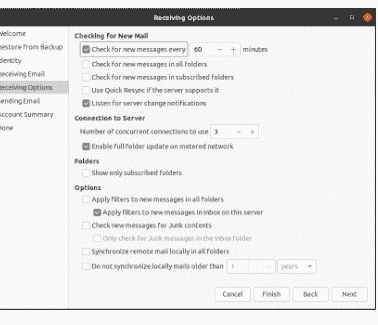 Receiving Options
Welcome
Restore from Backup
Identity
Receiving Email
Receiving Options
Sending Email
Account Summary
Done
Checking for New Mail
Check for new messages every 60 - + minutes
Check for new messages in all folders
Check for new messages in subscribed folders
Use Quick Resync if the server supports it
Listen for server change notifications
Connection to Server
Number of concurrent connections to use 3 - +
Enable full folder update on metered network
Folders
Show only subscribed folders
Options
Apply filters to new messages in all folders
Apply filters to new messages in Inbox on this server
Check new messages for Junk contents
Only check for Junk messages in the Inbox folder
Synchronize remote mail locally in all folders
Do not synchronize locally mails older than 1 - + years
Cancel Finish Back Next